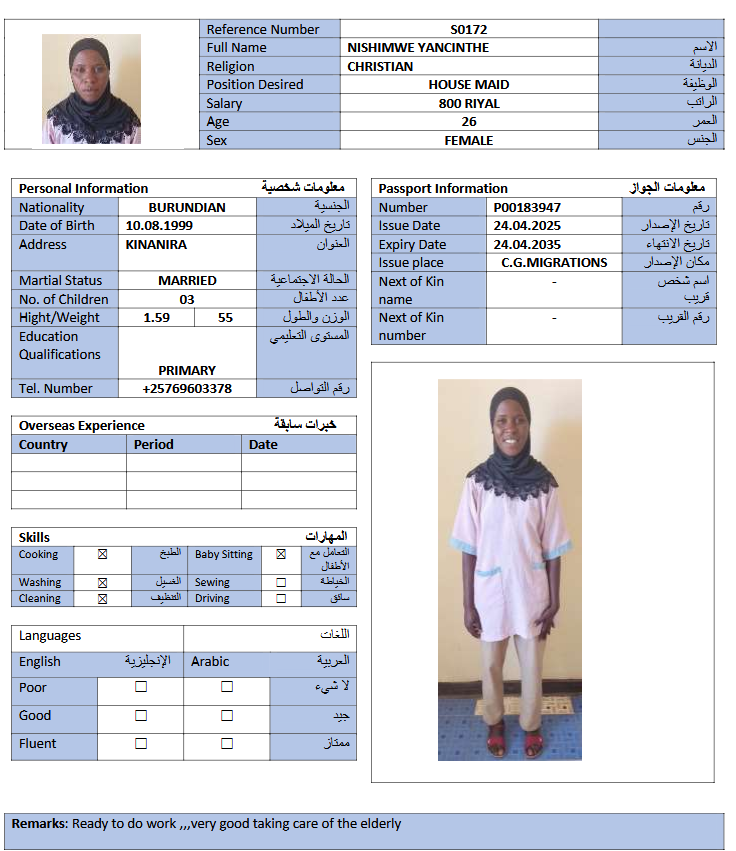 Reference Number S0172
Full Name NISHIMWE YANCINTHE الاسم
Religion CHRISTIAN الديانة
Position Desired HOUSE MAID الوظيفة
Salary 800 RIYAL الراتب
Age 26 العمر
Sex FEMALE الجنس
Personal Information معلومات شخصية
Nationality BURUNDIAN الجنسية
Date of Birth 10.08.1999 تاريخ الميلاد
Address KINANIRA العنوان
Martial Status MARRIED الحالة الاجتماعية
No. of Children 03 عدد الأطفال
Hight/Weight 1.59 55 الوزن والطول
Education المستوى التعليمي
Qualifications
PRIMARY
Tel. Number +25769603378 رقم التواصل
Passport Information معلومات الجواز
Number P00183947 رقم
Issue Date 24.04.2025 تاريخ الإصدار
Expiry Date 24.04.2035 تاريخ الانتهاء
Issue place C.G.MIGRATIONS مكان الإصدار
Next of Kin - اسم شخص
name قريب
Next of Kin - رقم القريب
number
Overseas Experience خبرات سابقة
Country Period Date
Skills المهارات
Cooking ☒ الطبخ Baby Sitting ☒ التعامل مع
الأطفال
Washing ☒ الغسيل Sewing ☐ الخياطة
Cleaning ☒ التنظيف Driving ☐ سائق
Languages اللغات
English الإنجليزية Arabic العربية
Poor ☐ ☐ لا شيء
Good ☐ ☐ جيد
Fluent ☐ ☐ ممتاز
Remarks: Ready to do work ,,,very good taking care of the elderly